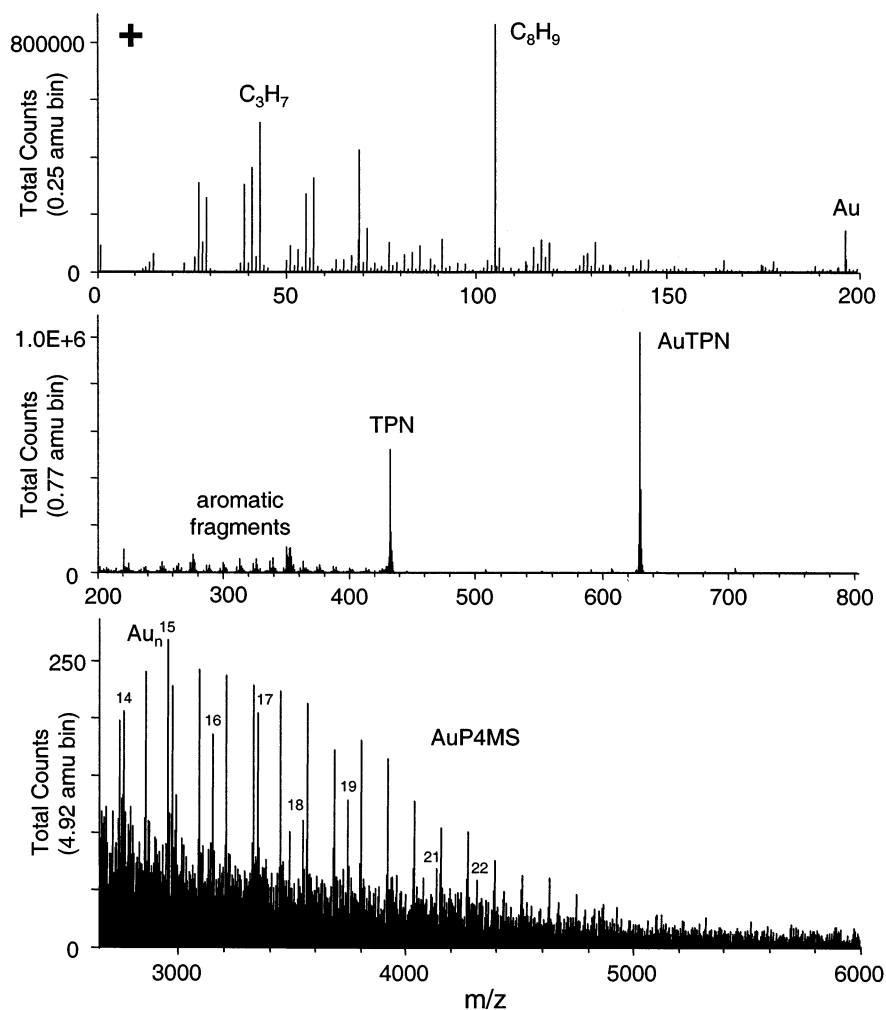 800000
+
C₈H₉
C₃H₇
Total Counts
(0.25 amu bin)
Au
0
0 50 100 150 200
1.0E+6
AuTPN
TPN
Total Counts
(0.77 amu bin)
aromatic
fragments
0
200 300 400 500 600 700 800
Auₙ 15
250
14
17
16
AuP4MS
19
18
Total Counts
(4.92 amu bin)
21
22
0
3000 4000 5000 6000
m/z